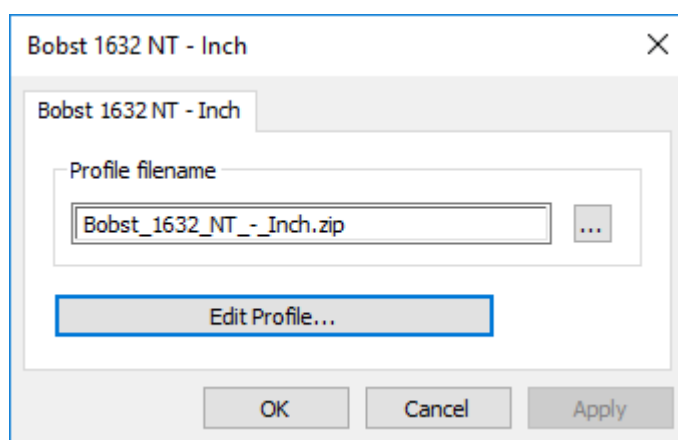 Bobst 1632 NT - Inch
Bobst 1632 NT - Inch
Profile filename
Bobst_1632_NT_-_Inch.zip
...
Edit Profile...
OK Cancel Apply